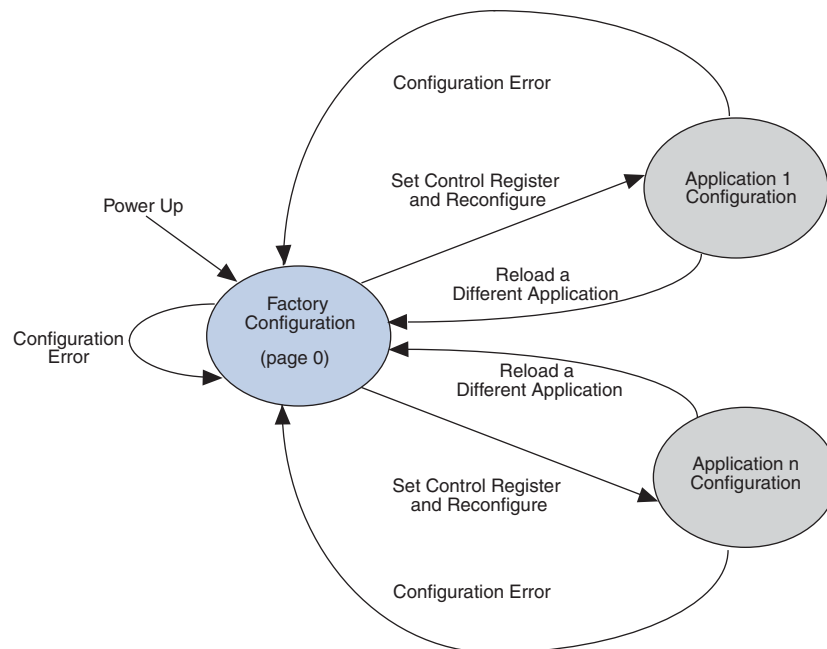 Configuration Error
Set Control Register
and Reconfigure
Application 1
Configuration
Power Up
Reload a
Different Application
Factory
Configuration
(page 0)
Configuration
Error
Reload a
Different Application
Application n
Configuration
Set Control Register
and Reconfigure
Configuration Error